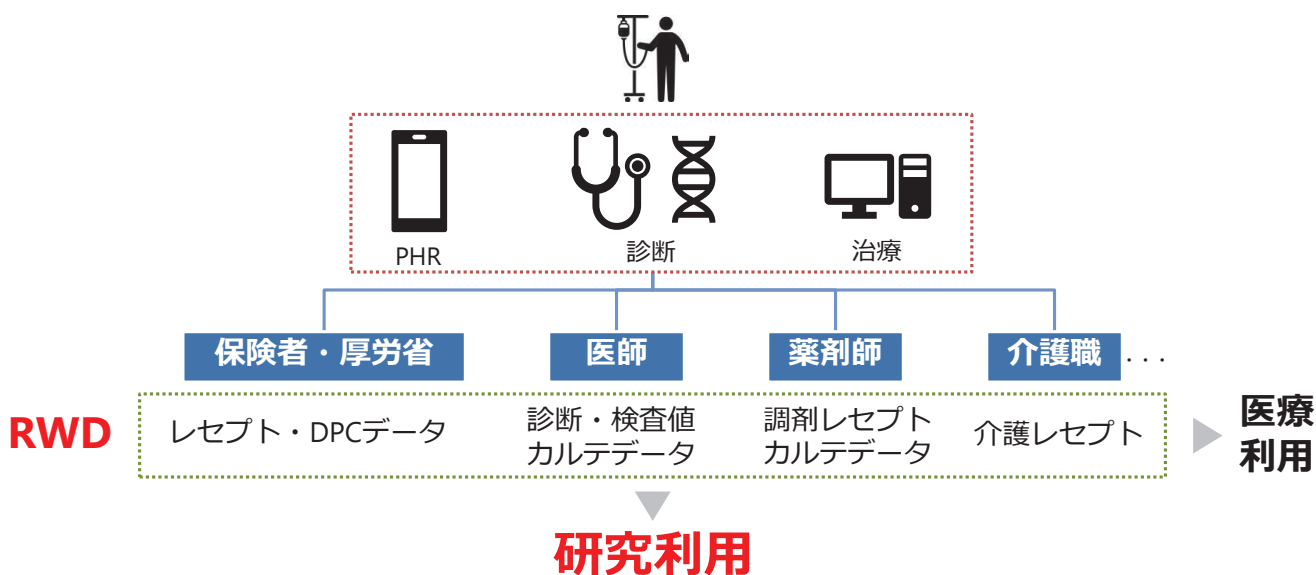 PHR
診断
治療
保険者・厚労省
医師
薬剤師
介護職
...
RWD
レセプト・DPCデータ
診断・検査値
カルテデータ
調剤レセプト
カルテデータ
介護レセプト
医療
利用
研究利用